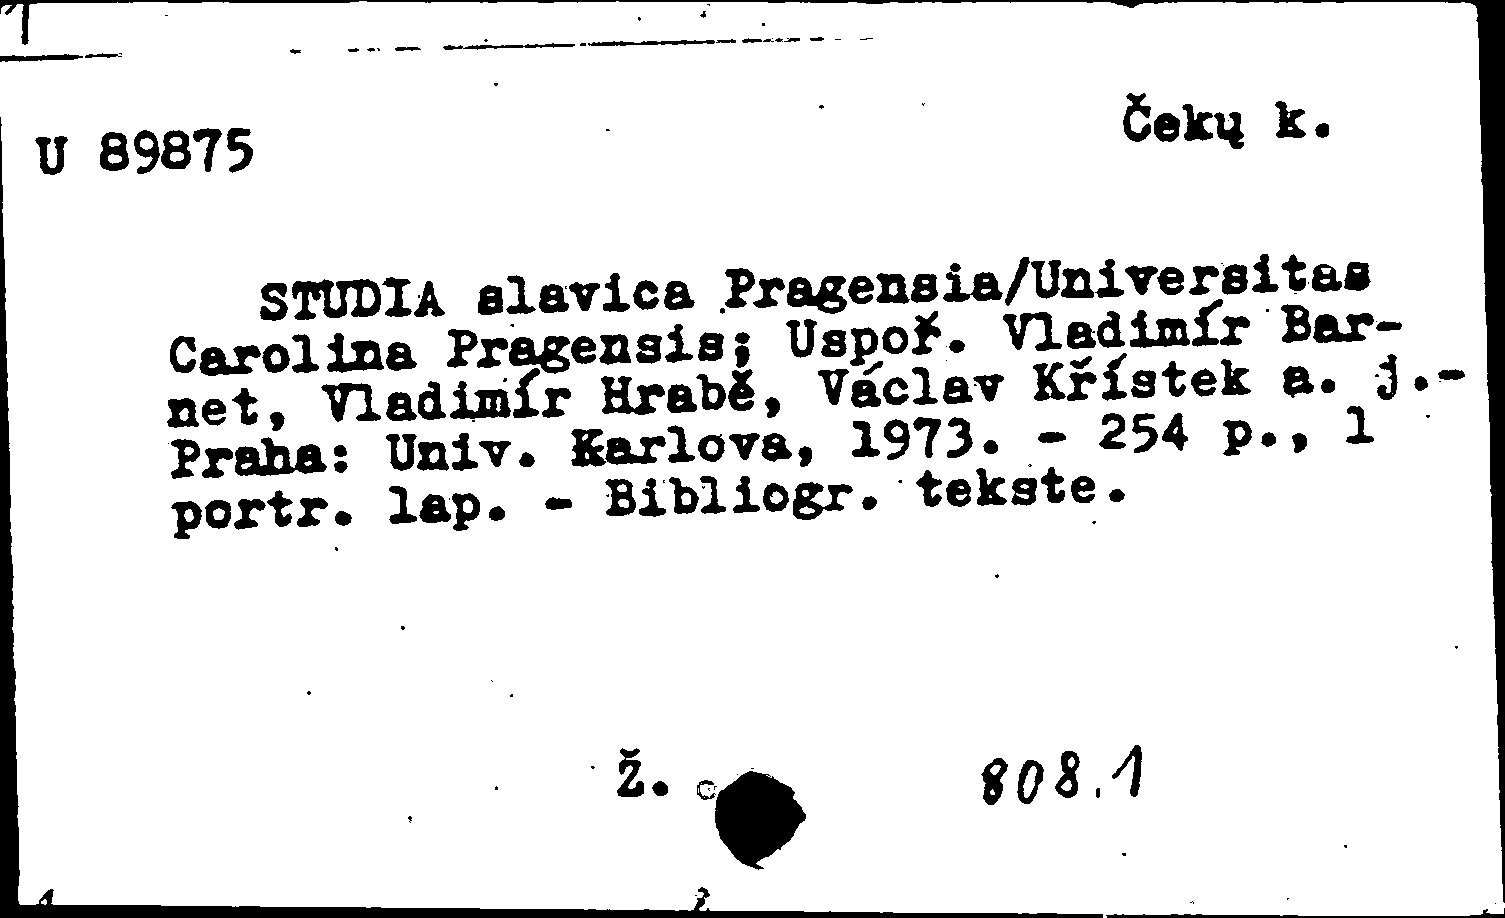 Čekų k.
U 89875
STUDIA slavica Pragensia/Universitas
Carolina Pragensis; Uspoř. Vladimír Bar-
net, Vladimír Hrabě, Václav Křístek a. j.-
Praha: Univ. Karlova, 1973. - 254 p., 1
portr. lap. - Bibliogr. tekste.
Ž. 808.1